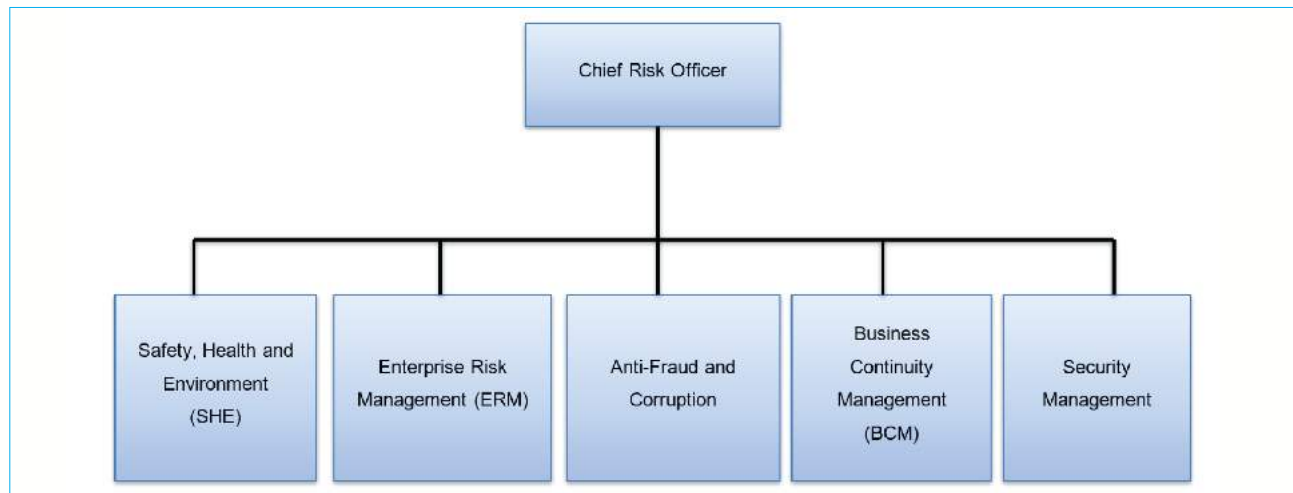 Chief Risk Officer
Safety, Health and
Environment
(SHE)
Enterprise Risk
Management (ERM)
Anti-Fraud and
Corruption
Business
Continuity
Management
(BCM)
Security
Management